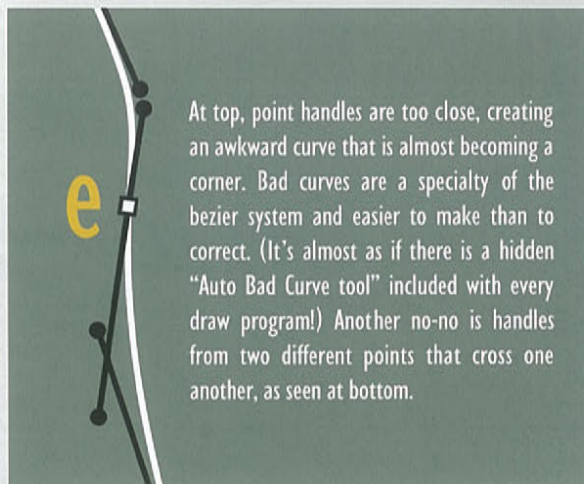 e
At top, point handles are too close, creating
an awkward curve that is almost becoming a
corner. Bad curves are a specialty of the
bezier system and easier to make than to
correct. (It's almost as if there is a hidden
“Auto Bad Curve tool” included with every
draw program!) Another no-no is handles
from two different points that cross one
another, as seen at bottom.